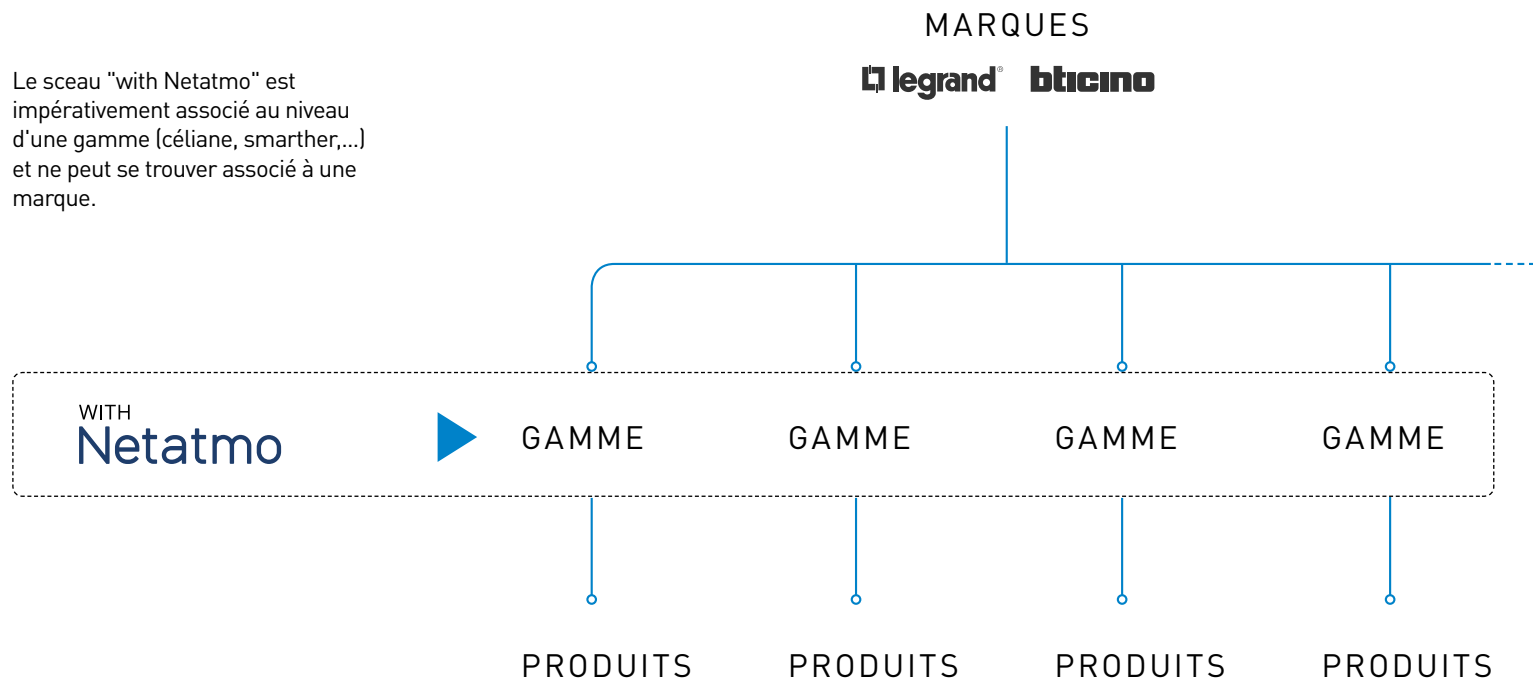 MARQUES
legrand® bticino
Le sceau "with Netatmo" est
impérativement associé au niveau
d'une gamme (céliane, smarther,...)
et ne peut se trouver associé à une
marque.
WITH
Netatmo
GAMME GAMME GAMME GAMME
PRODUITS PRODUITS PRODUITS PRODUITS